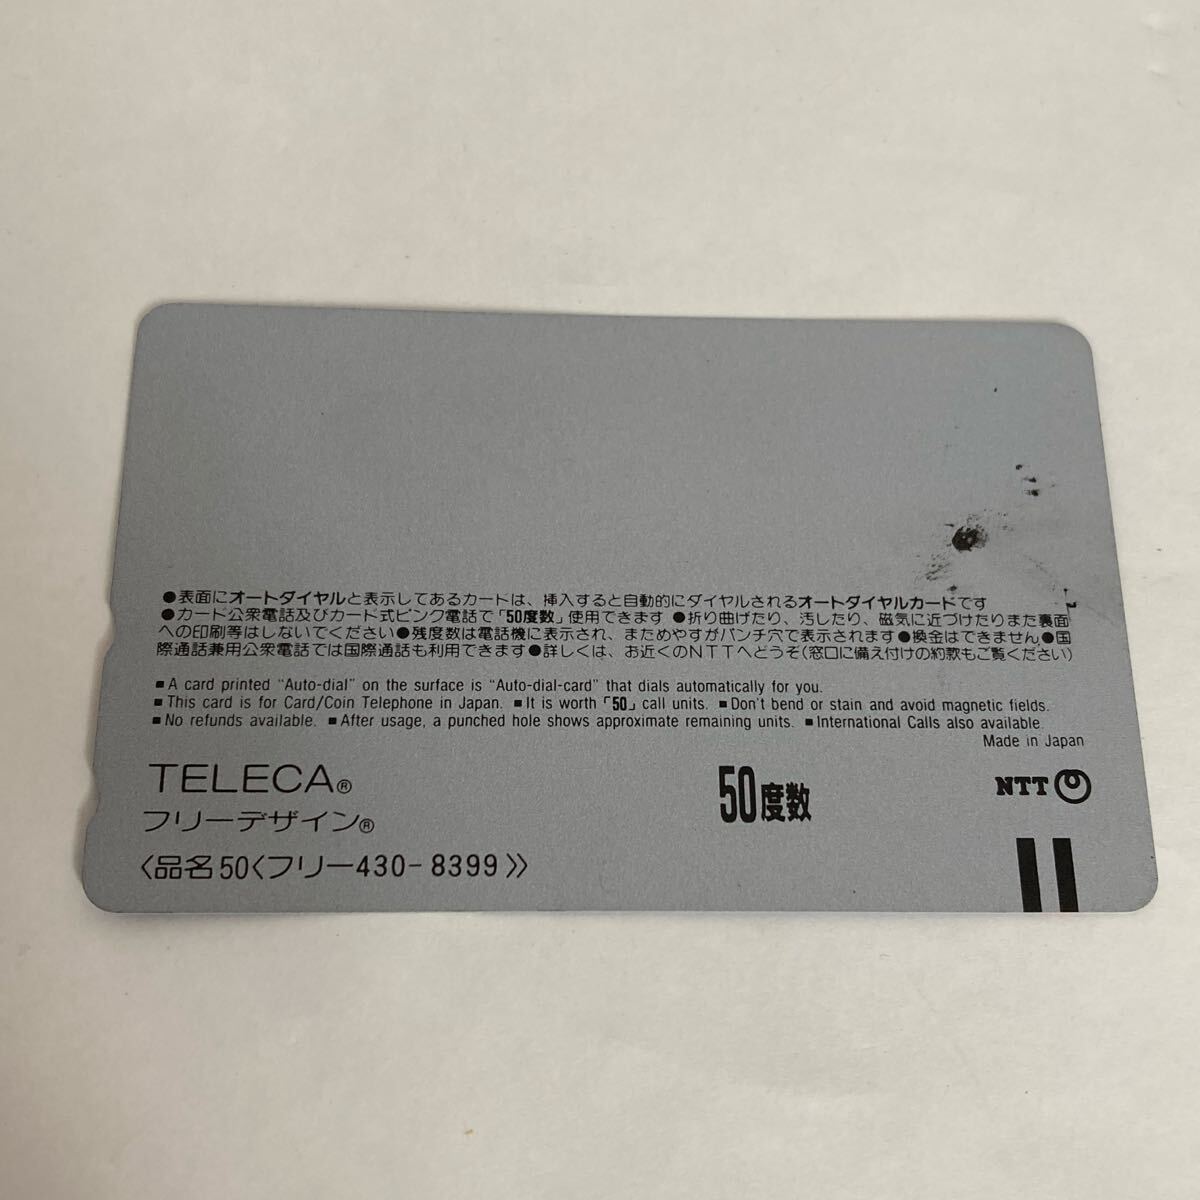 ●表面にオートダイヤルと表示してあるカードは、挿入すると自動的にダイヤルされるオートダイヤルカードです
●カード公衆電話及びカード式ピンク電話で「50度数」使用できます ●折り曲げたり、汚したり、磁気に近づけたりまた裏面
への印刷等はしないでください●残度数は電話機に表示され、まためやすがパンチ穴で表示されます●換金はできません●国
際通話兼用公衆電話では国際通話も利用できます●詳しくは、お近くのNTTへどうぞ(窓口に備え付けの約款もご覧ください)
■ A card printed "Auto-dial" on the surface is "Auto-dial-card" that dials automatically for you.
■ This card is for Card/Coin Telephone in Japan. ■ It is worth「50」call units. ■ Don't bend or stain and avoid magnetic fields.
■ No refunds available. ■ After usage, a punched hole shows approximate remaining units. ■ International Calls also available.
Made in Japan
TELECA®
50度数
NTT
フリーデザイン®
〈品名50〈フリー430-8399〉〉